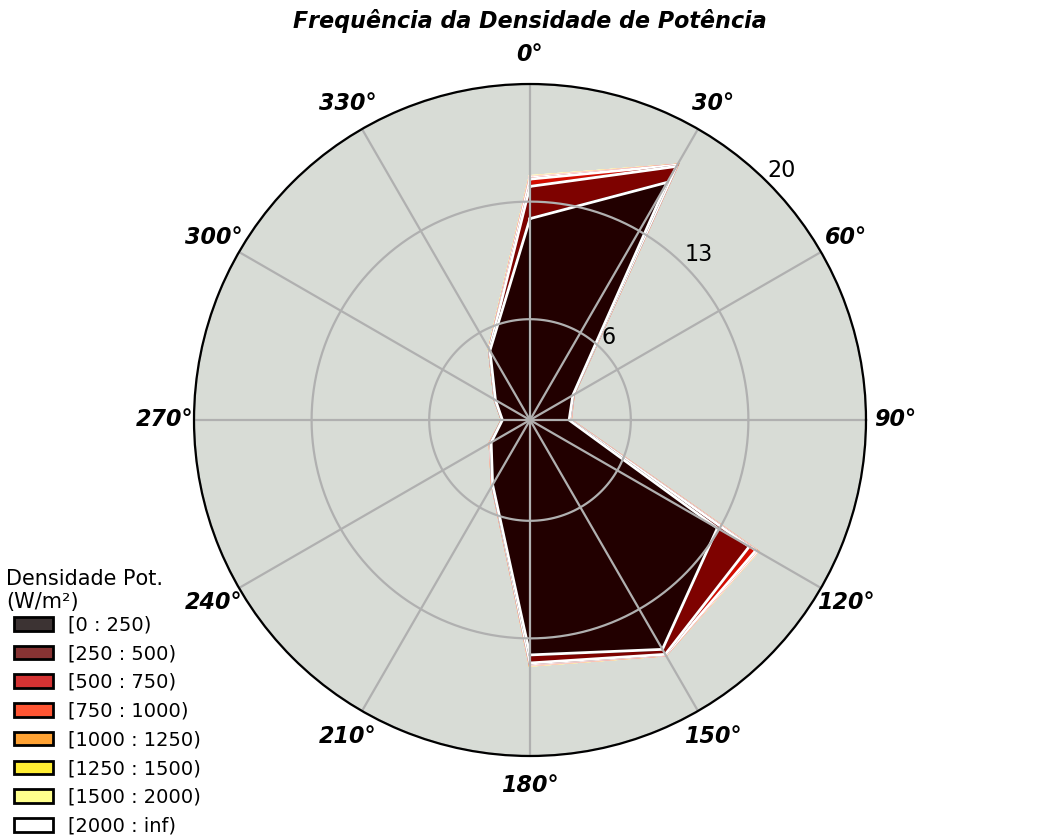 Frequência da Densidade de Potência
0°
330°
30°
20
300°
60°
13
6
270°
90°
240°
120°
210°
150°
180°
Densidade Pot.
(W/m²)
[0 : 250)
[250 : 500)
[500 : 750)
[750 : 1000)
[1000 : 1250)
[1250 : 1500)
[1500 : 2000)
[2000 : inf)